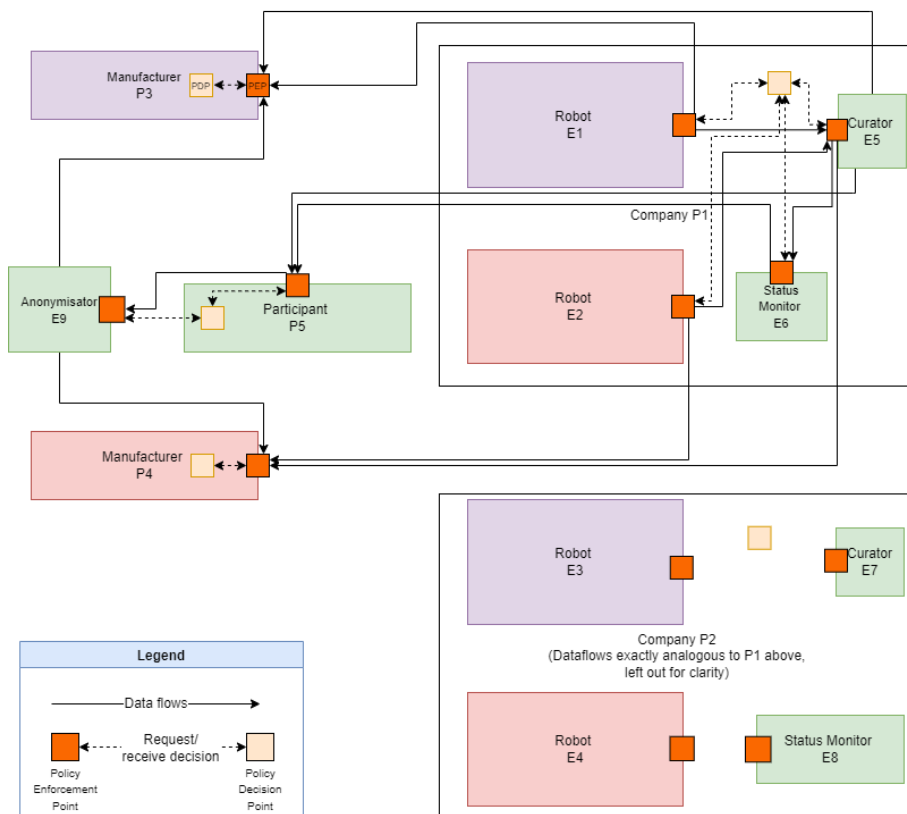 Manufacturer
P3
PDP
PEP
Robot
E1
Curator
E5
Company P1
Anonymisator
E9
Participant
P5
Robot
E2
Status
Monitor
E6
Manufacturer
P4
Robot
E3
Curator
E7
Company P2
(Dataflows exactly analogous to P1 above,
left out for clarity)
Robot
E4
Status Monitor
E8
Legend
Data flows
Request/
receive decision
Policy
Enforcement
Point
Policy
Decision
Point